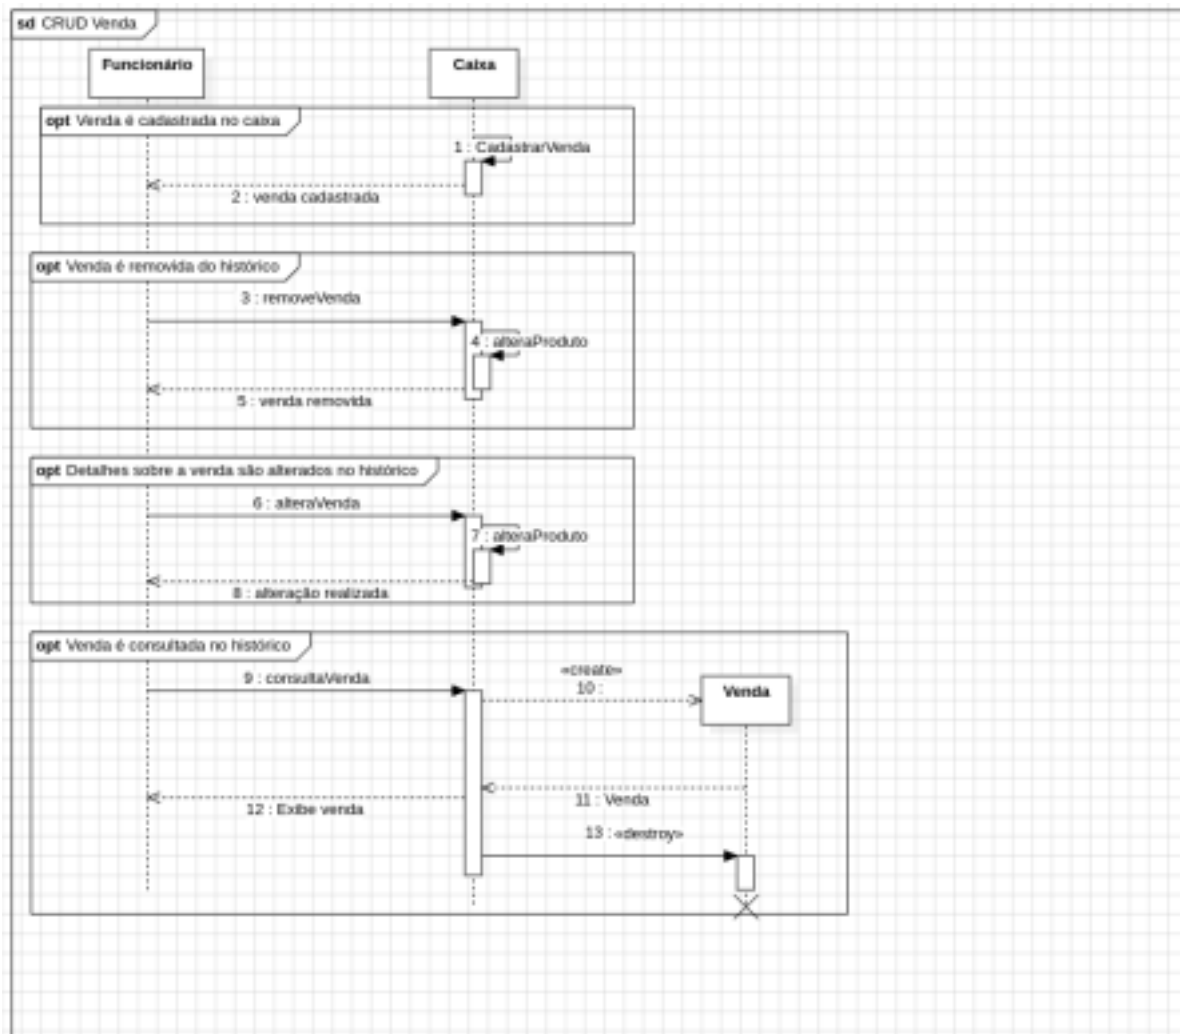 sd CRUD Venda
Funcionário
Caixa
opt Venda é cadastrada no caixa
1 : CadastrarVenda
2 : venda cadastrada
opt Venda é removida do histórico
3 : removeVenda
4 : alteraProduto
5 : venda removida
opt Detalhes sobre a venda são alterados no histórico
6 : alteraVenda
7 : alteraProduto
8 : alteração realizada
opt Venda é consultada no histórico
9 : consultaVenda
«create»
10 :
Venda
11 : Venda
12 : Exibe venda
13 : «destroy»